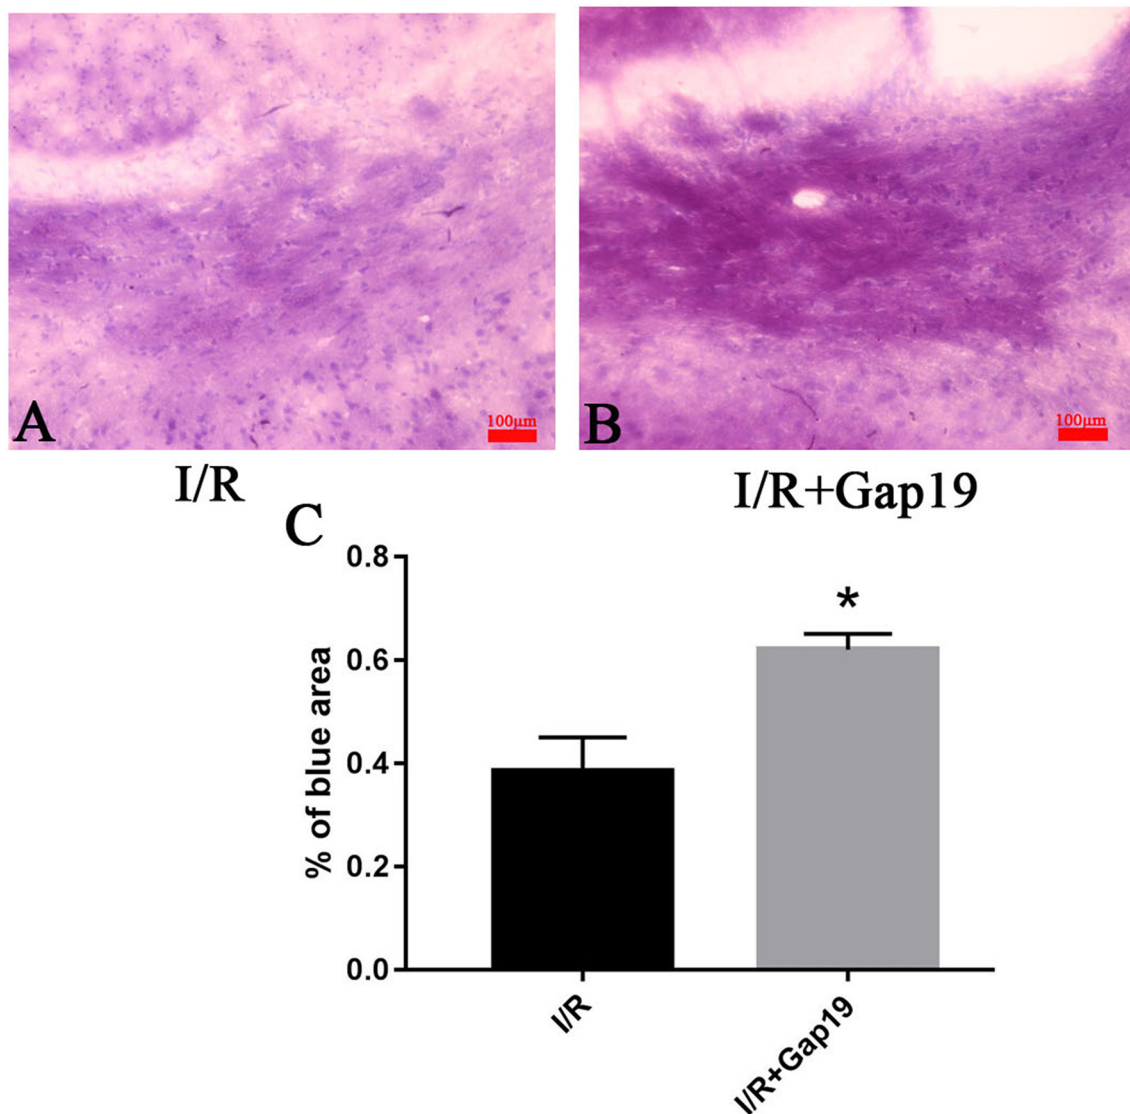 A
100μm
B
100μm
I/R
I/R+Gap19
C
% of blue area
0.8
0.6
0.4
0.2
0.0
*
I/R
I/R+Gap19